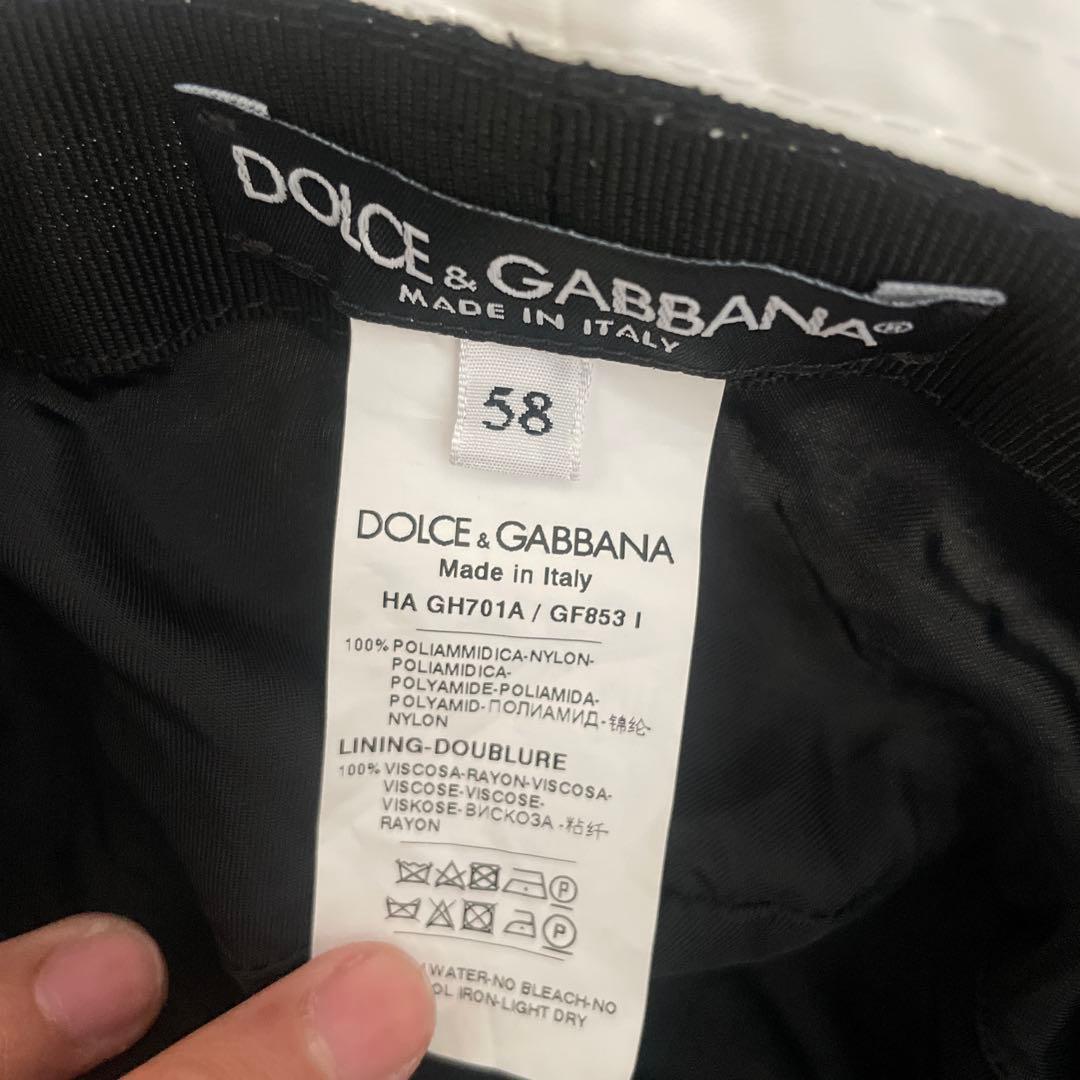 DOLCE & GABBANA®
MADE IN ITALY
58
DOLCE & GABBANA
Made in Italy
HA GH701A / GF853 I
100% POLIAMMIDICA-NYLON-
POLIAMIDICA-
POLYAMIDE-POLIAMIDA-
POLYAMID-ПОЛИАМИД-锦纶-
NYLON
LINING-DOUBLURE
100% VISCOSA-RAYON-VISCOSA-
VISCOSE-VISCOSE-
VISKOSE-ВИСКОЗА-粘纤-
RAYON
P
P
WATER-NO BLEACH-NO
IRON-LIGHT DRY